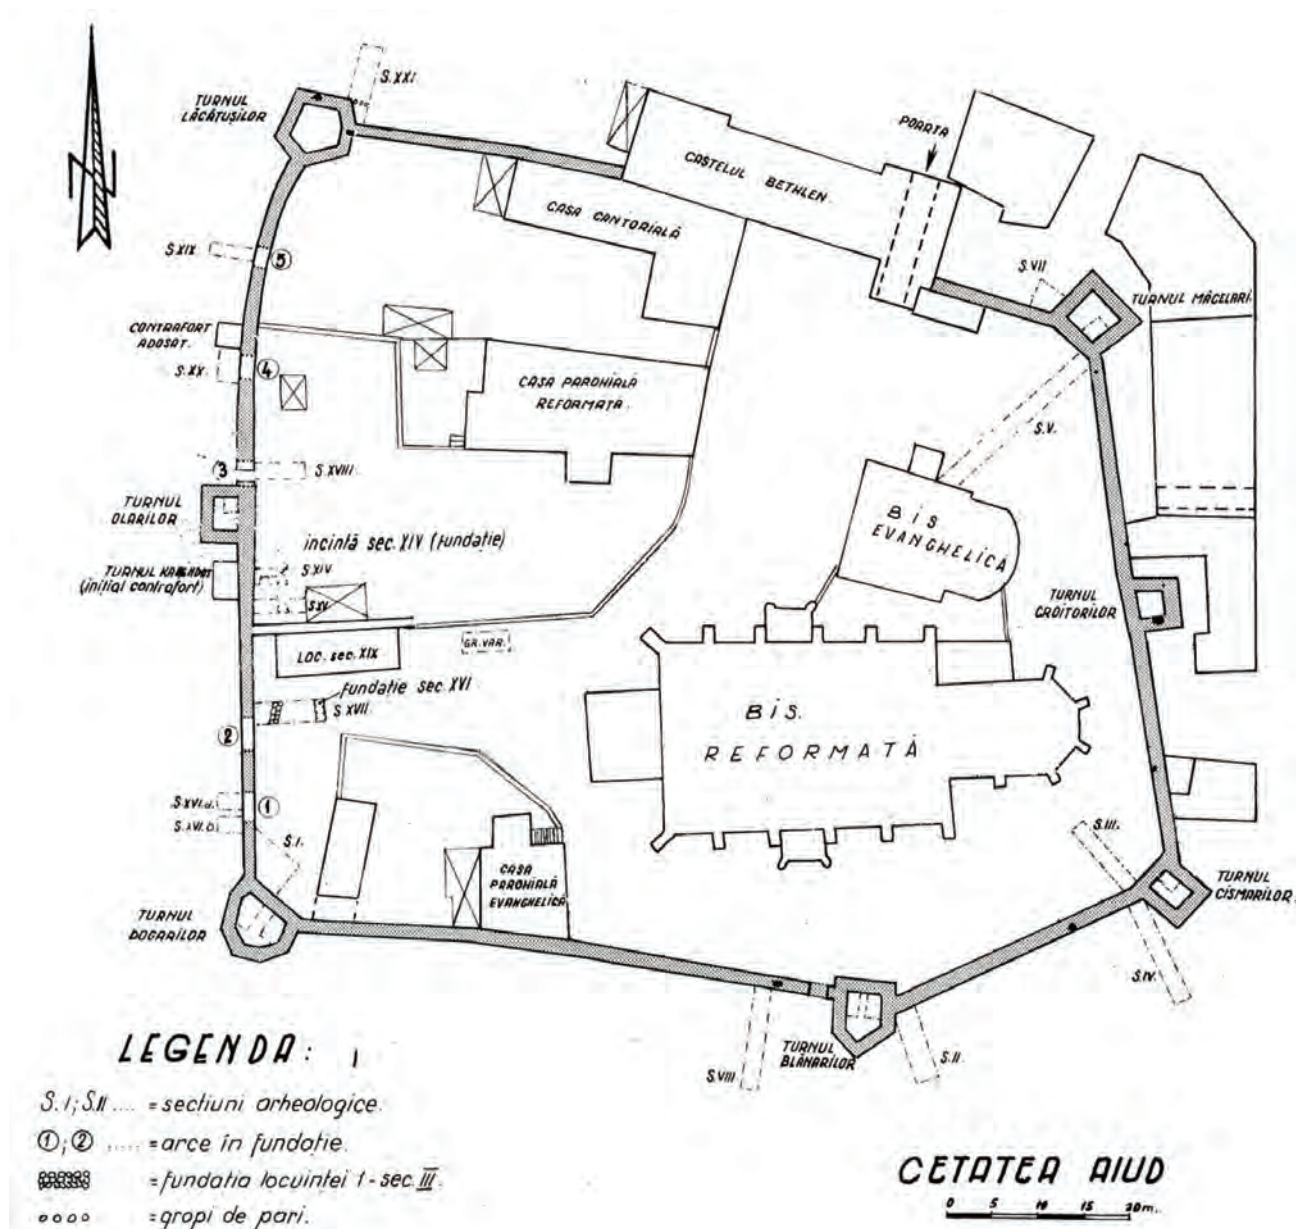 S.XXI
TURNUL
LĂCĂTUȘILOR
POARTA
CASTELUL BETHLEN.
CASA CANTORIALĂ
S.XIX.
5
S.VII
TURNUL MĂCELARI.
CONTRAFORT
ADOSAT.
S.XX.
4
CASA PAROHIALĂ
REFORMATĂ.
S.V.
3
S.XVIII.
TURNUL
OLARILOR
BIS.
EVANGHELICĂ
incintă sec. XIV (fundație)
TURNUL
(inițial contrafort)
S.XIV
S.XV
TURNUL
CROITORILOR
GR.VAR.
LOC. sec. XIX
fundație sec. XVI
S.XVII
BIS.
REFORMATĂ
2
S.XVI.a.
1
S.XVI.b
S.I.
S.III.
CASA
PAROHIALĂ
EVANGHELICĂ
TURNUL
CISMARILOR.
TURNUL
DOGARILOR
S.IV.
TURNUL
BLĂNARILOR
S.VIII
S.II.
LEGENDA: I
S.I; S.II .... = secțiuni arheologice.
1; 2 ..... = arce în fundație.
= fundația locuinței 1 - sec. III.
= gropi de pari.
CETATEA AIUD
0 5 10 15 20m.